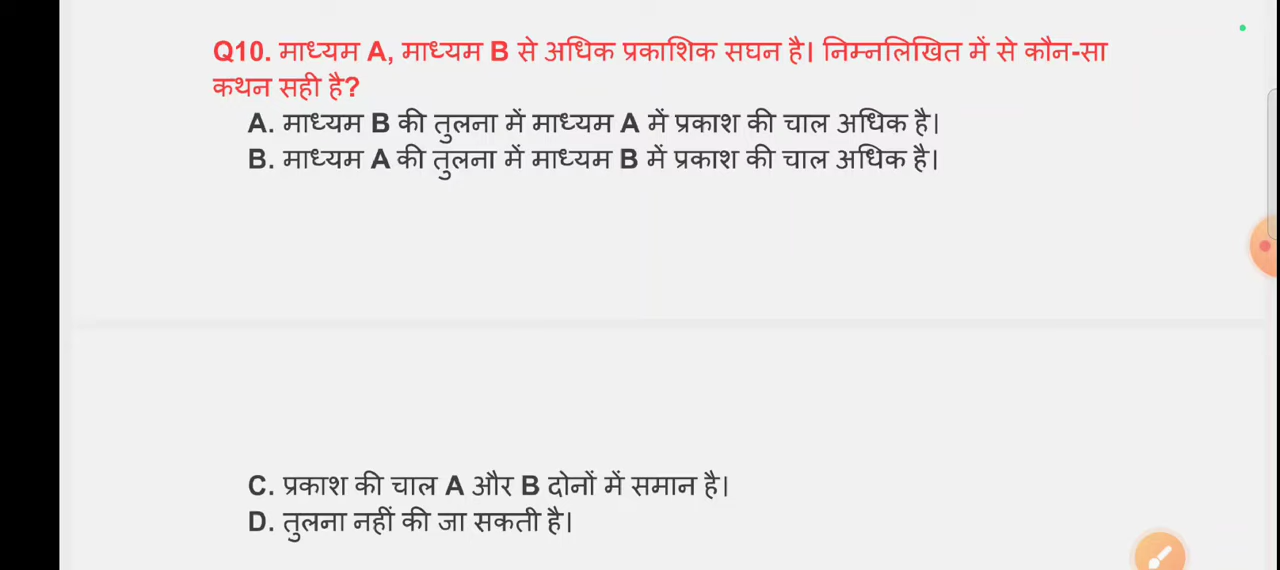 Q10. माध्यम A, माध्यम B से अधिक प्रकाशिक सघन है। निम्नलिखित में से कौन-सा
कथन सही है?
A. माध्यम B की तुलना में माध्यम A में प्रकाश की चाल अधिक है।
B. माध्यम A की तुलना में माध्यम B में प्रकाश की चाल अधिक है।
C. प्रकाश की चाल A और B दोनों में समान है।
D. तुलना नहीं की जा सकती है।